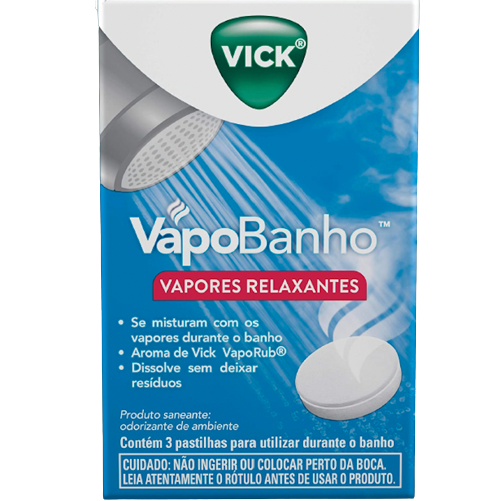 VICK®
VapoBanho™
VAPORES RELAXANTES
• Se misturam com os
vapores durante o banho
• Aroma de Vick VapoRub®
• Dissolve sem deixar
resíduos
Produto saneante:
odorizante de ambiente
Contém 3 pastilhas para utilizar durante o banho
CUIDADO: NÃO INGERIR OU COLOCAR PERTO DA BOCA.
LEIA ATENTAMENTE O RÓTULO ANTES DE USAR O PRODUTO.